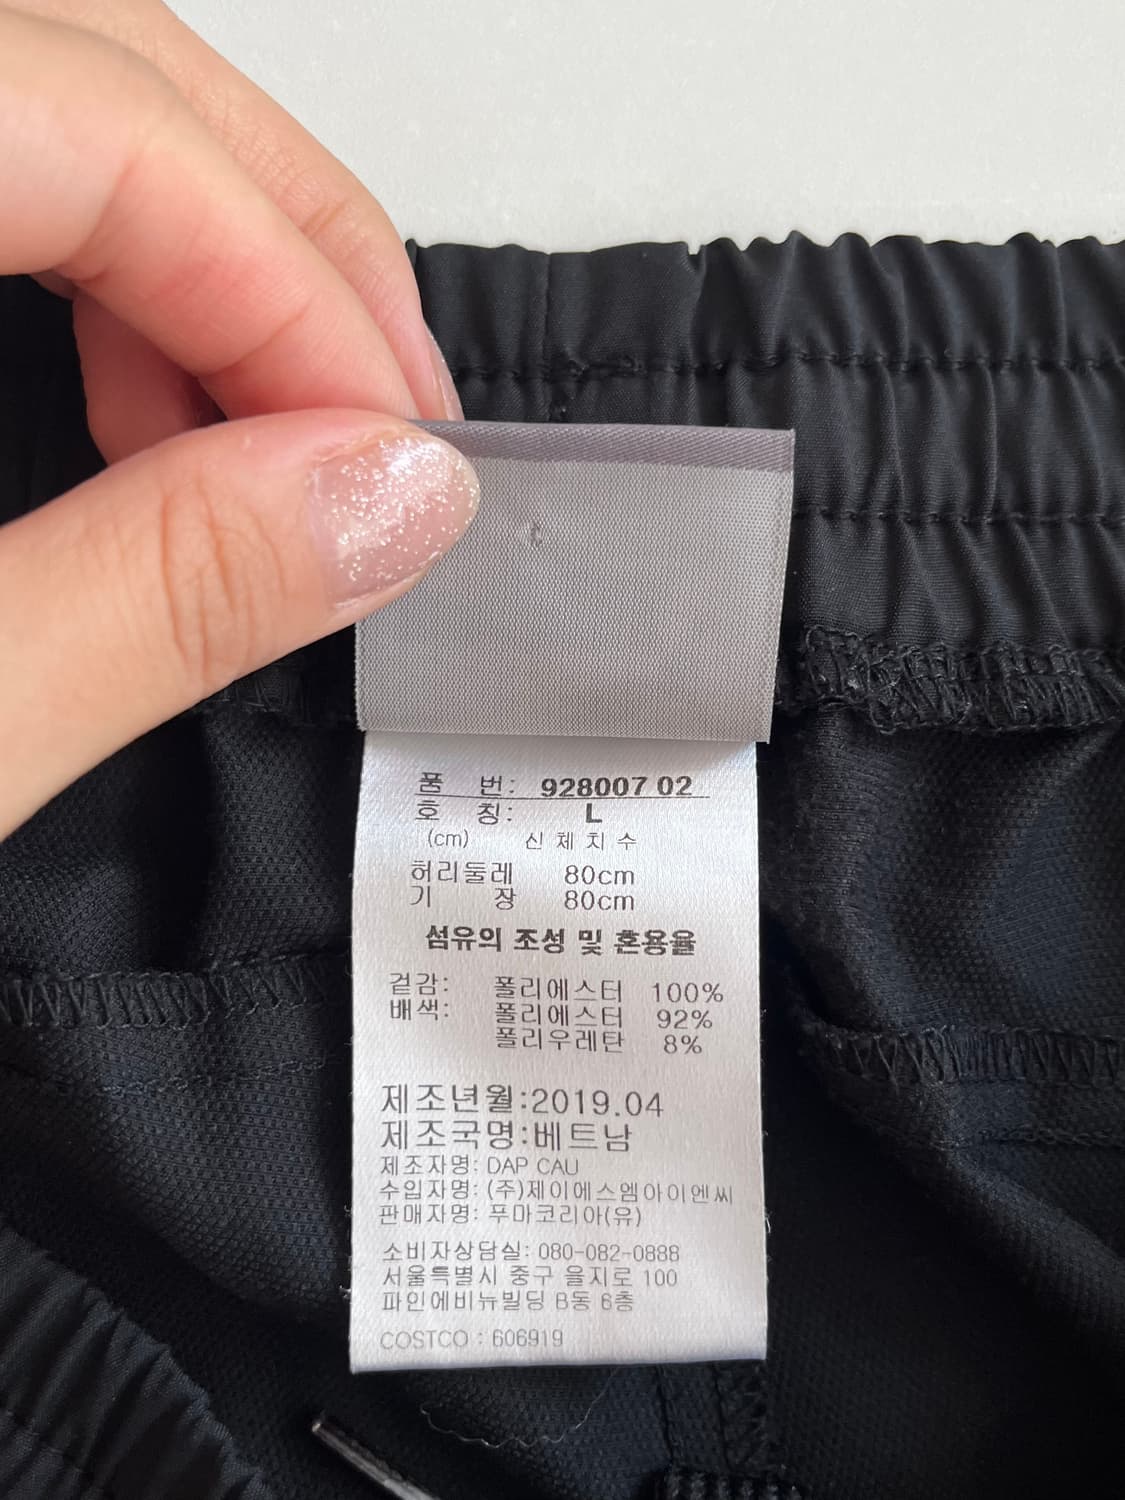 품 번: 928007 02
호 칭: L
(cm) 신 체 치 수
허리둘레 80cm
기 장 80cm
섬유의 조성 및 혼용율
겉감: 폴리에스터 100%
배색: 폴리에스터 92%
폴리우레탄 8%
제조년월:2019.04
제조국명:베트남
제조자명: DAP CAU
수입자명: (주)제이에스엠아이엔씨
판매자명: 푸마코리아(유)
소비자상담실: 080-082-0888
서울특별시 중구 을지로 100
파인에비뉴빌딩 B동 6층
COSTCO : 606919